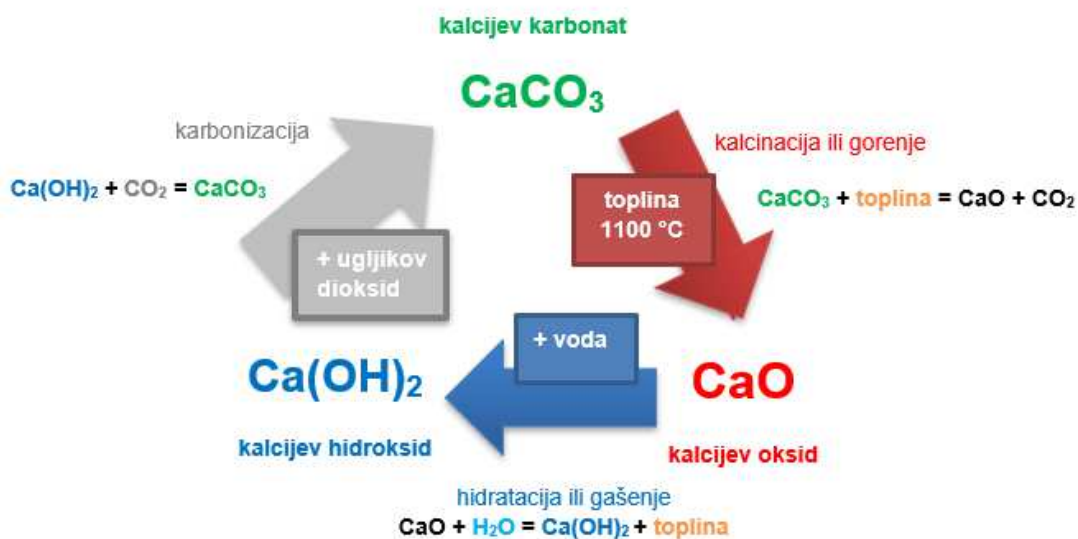 kalcijev karbonat
CaCO₃
karbonizacija
Ca(OH)₂ + CO₂ = CaCO₃
+ ugljikov
dioksid
kalcinacija ili gorenje
toplina
1100 °C
CaCO₃ + toplina = CaO + CO₂
+ voda
Ca(OH)₂
kalcijev hidroksid
CaO
kalcijev oksid
hidratacija ili gašenje
CaO + H₂O = Ca(OH)₂ + toplina